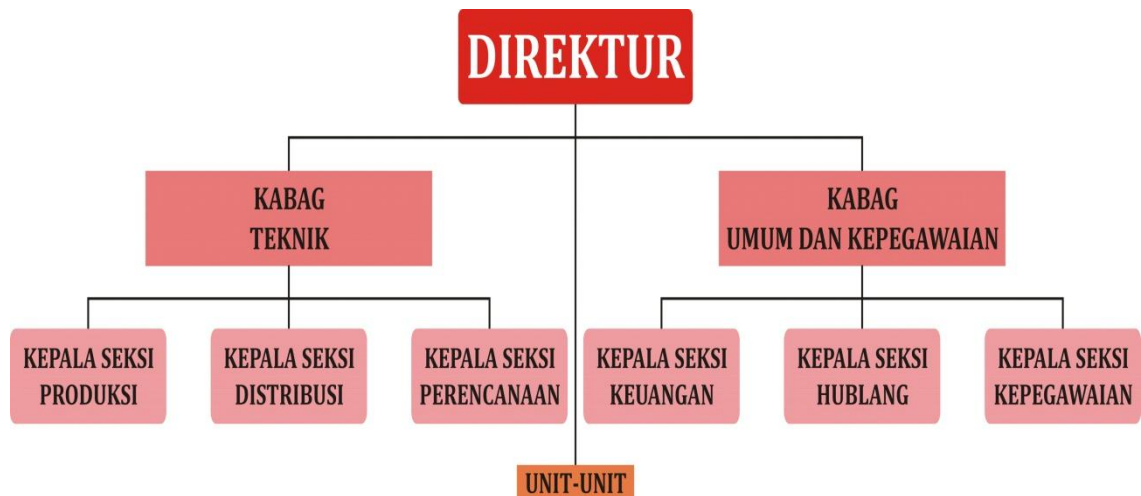 DIREKTUR
KABAG
TEKNIK
KABAG
UMUM DAN KEPEGAWAIAN
KEPALA SEKSI
PRODUKSI
KEPALA SEKSI
DISTRIBUSI
KEPALA SEKSI
PERENCANAAN
KEPALA SEKSI
KEUANGAN
KEPALA SEKSI
HUBLANG
KEPALA SEKSI
KEPEGAWAIAN
UNIT-UNIT